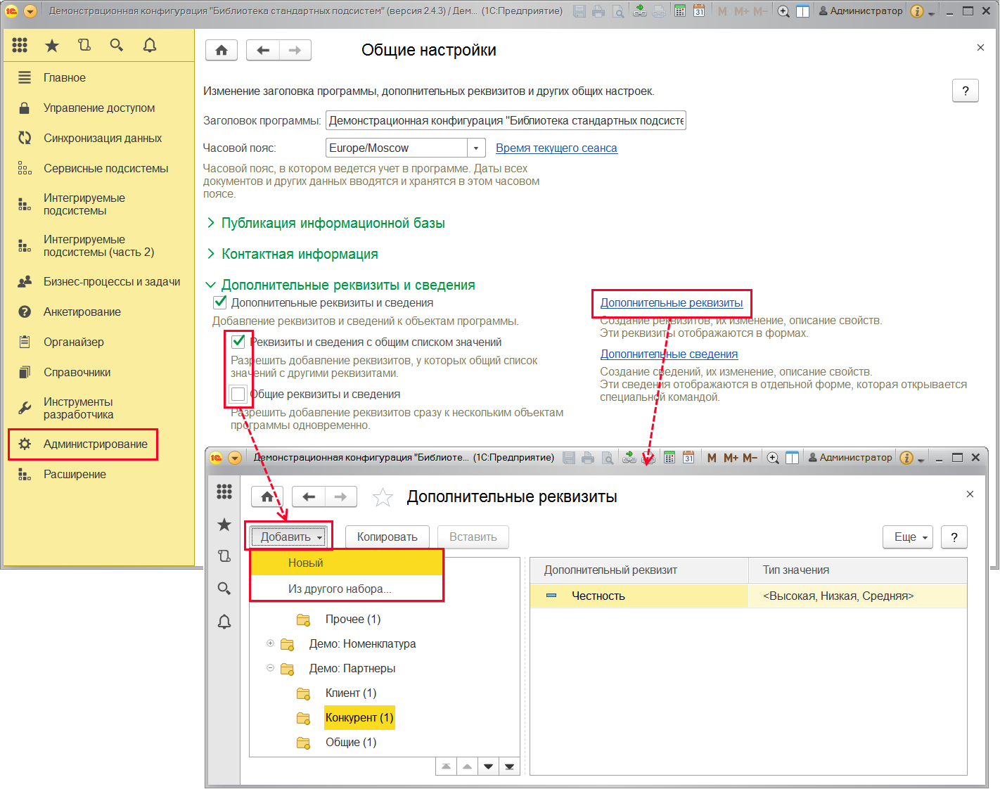 Демонстрационная конфигурация "Библиотека стандартных подсистем" (версия 2.4.3) / Дем... (1С:Предприятие)
31
M M+ M−
Администратор
Общие настройки
Главное
Управление доступом
Синхронизация данных
Сервисные подсистемы
Интегрируемые
подсистемы
Интегрируемые
подсистемы (часть 2)
Бизнес-процессы и задачи
Анкетирование
Органайзер
Справочники
Инструменты
разработчика
Администрирование
Расширение
Изменение заголовка программы, дополнительных реквизитов и других общих настроек.
?
Заголовок программы: Демонстрационная конфигурация "Библиотека стандартных подсисте
Часовой пояс: Europe/Moscow Время текущего сеанса
Часовой пояс, в котором ведется учет в программе. Даты всех
документов и других данных вводятся и хранятся в этом часовом
поясе.
Публикация информационной базы
Контактная информация
Дополнительные реквизиты и сведения
Дополнительные реквизиты и сведения
Добавление реквизитов и сведений к объектам программы.
Реквизиты и сведения с общим списком значений
Разрешить добавление реквизитов, у которых общий список
значений с другими реквизитами.
Общие реквизиты и сведения
Разрешить добавление реквизитов сразу к нескольким объектам
программы одновременно.
Дополнительные реквизиты
Создание реквизитов, их изменение, описание свойств.
Эти реквизиты отображаются в формах.
Дополнительные сведения
Создание сведений, их изменение, описание свойств.
Эти сведения отображаются в отдельной форме, которая открывается
специальной командой.
Демонстрационная конфигурация "Библиоте... (1С:Предприятие)
31
M M+ M−
Администратор
Дополнительные реквизиты
Добавить Копировать Вставить Еще ?
Новый
Из другого набора...
Прочее (1)
Демо: Номенклатура
Демо: Партнеры
Клиент (1)
Конкурент (1)
Общие (1)
Дополнительный реквизит Тип значения
Честность <Высокая, Низкая, Средняя>